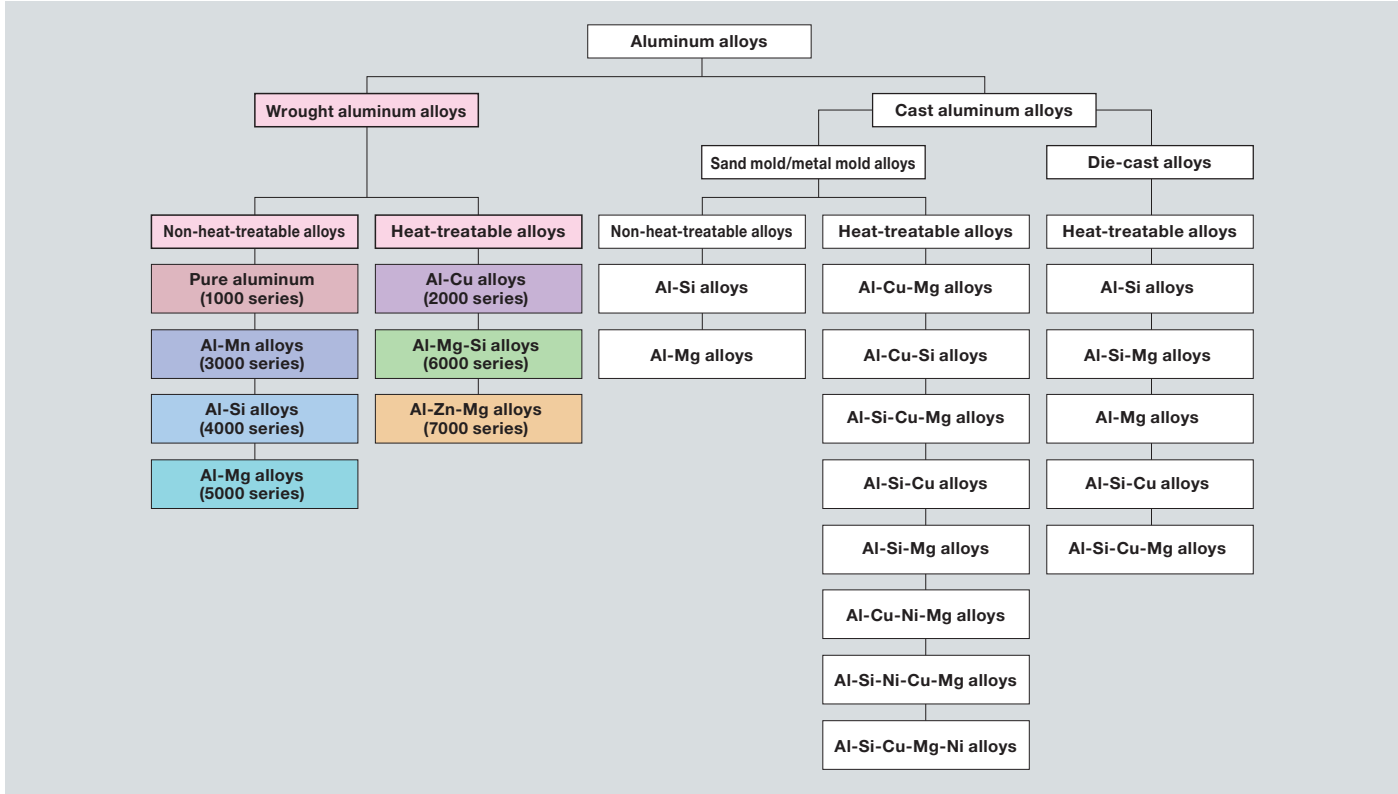 Aluminum alloys
Wrought aluminum alloys
Cast aluminum alloys
Sand mold/metal mold alloys
Die-cast alloys
Non-heat-treatable alloys
Heat-treatable alloys
Non-heat-treatable alloys
Heat-treatable alloys
Heat-treatable alloys
Pure aluminum
(1000 series)
Al-Mn alloys
(3000 series)
Al-Si alloys
(4000 series)
Al-Mg alloys
(5000 series)
Al-Cu alloys
(2000 series)
Al-Mg-Si alloys
(6000 series)
Al-Zn-Mg alloys
(7000 series)
Al-Si alloys
Al-Mg alloys
Al-Cu-Mg alloys
Al-Cu-Si alloys
Al-Si-Cu-Mg alloys
Al-Si-Cu alloys
Al-Si-Mg alloys
Al-Cu-Ni-Mg alloys
Al-Si-Ni-Cu-Mg alloys
Al-Si-Cu-Mg-Ni alloys
Al-Si alloys
Al-Si-Mg alloys
Al-Mg alloys
Al-Si-Cu alloys
Al-Si-Cu-Mg alloys